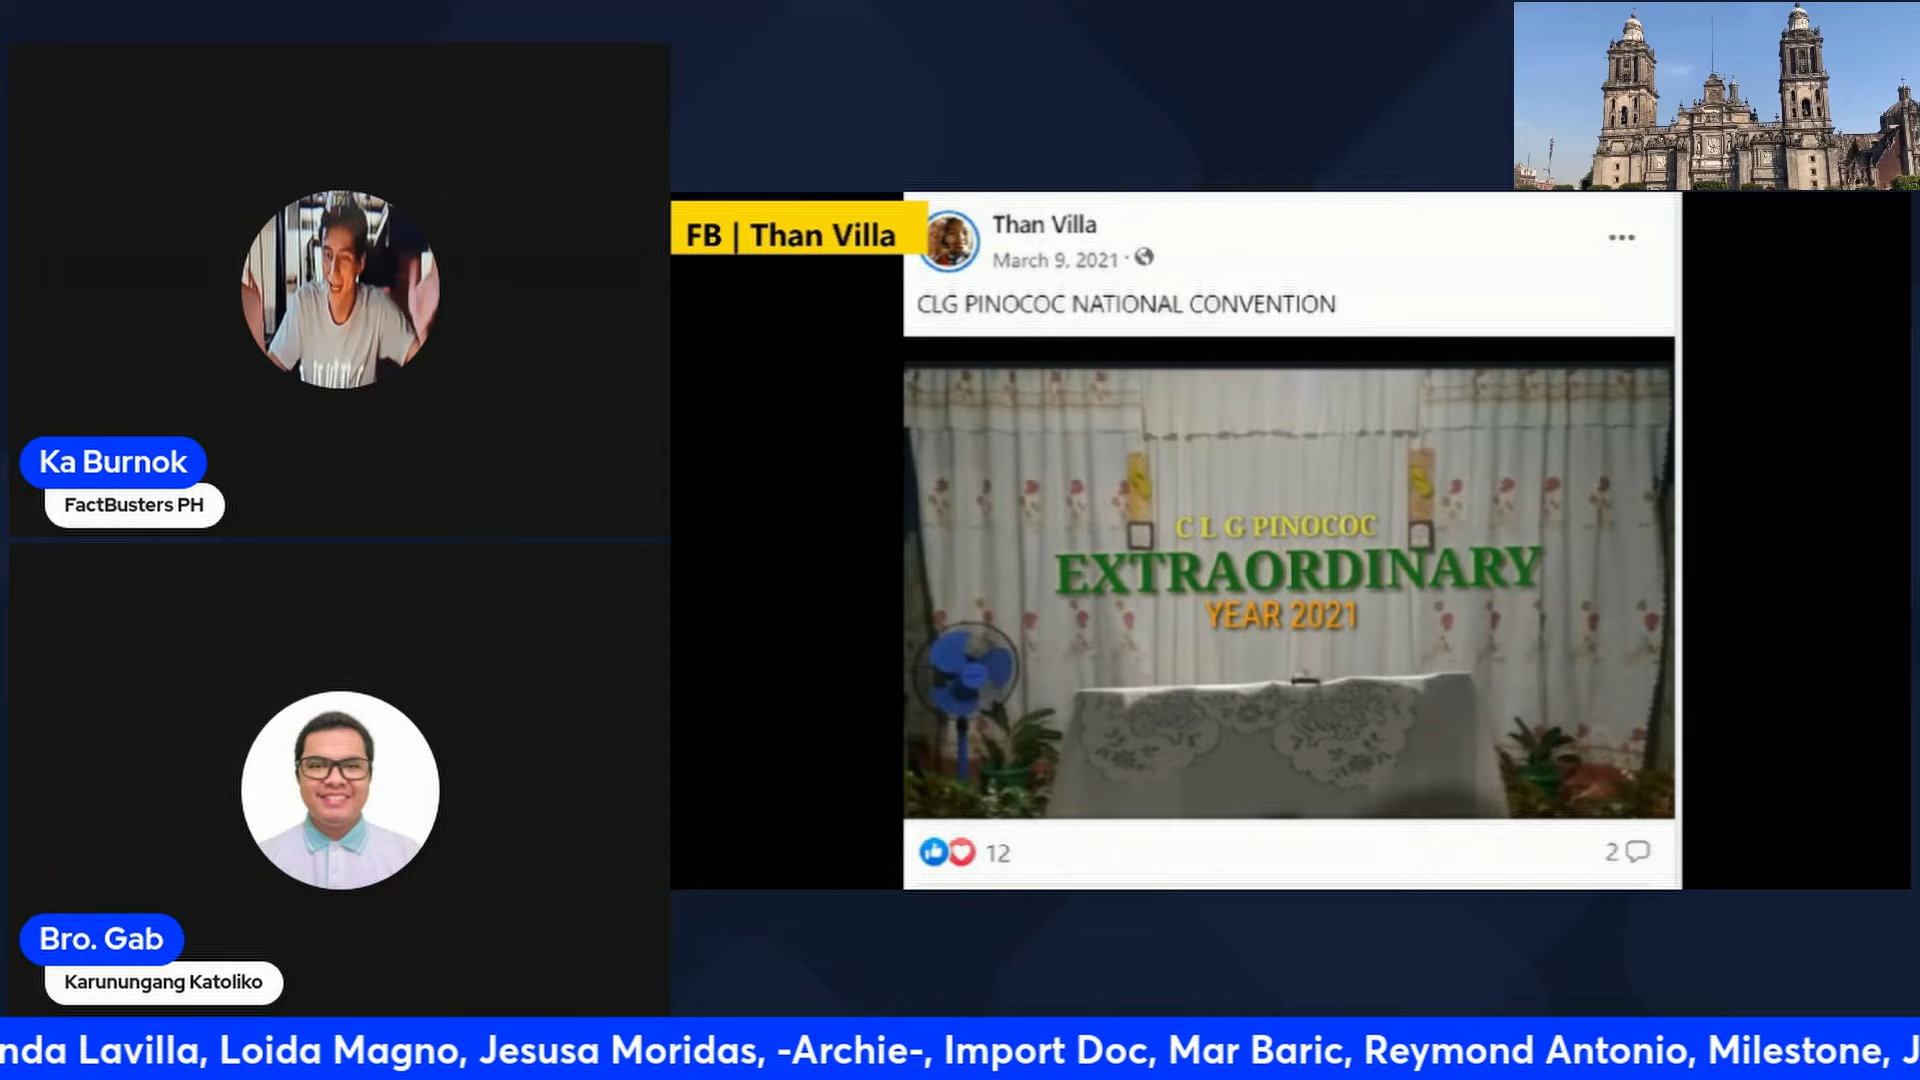 Ka Burnok
FactBusters PH
Bro. Gab
Karunungang Katoliko
FB | Than Villa
Than Villa
March 9, 2021 ·
CLG PINOCOC NATIONAL CONVENTION
C L G PINOCOC
EXTRAORDINARY
YEAR 2021
12
2
nda Lavilla, Loida Magno, Jesusa Moridas, -Archie-, Import Doc, Mar Baric, Reymond Antonio, Milestone, J